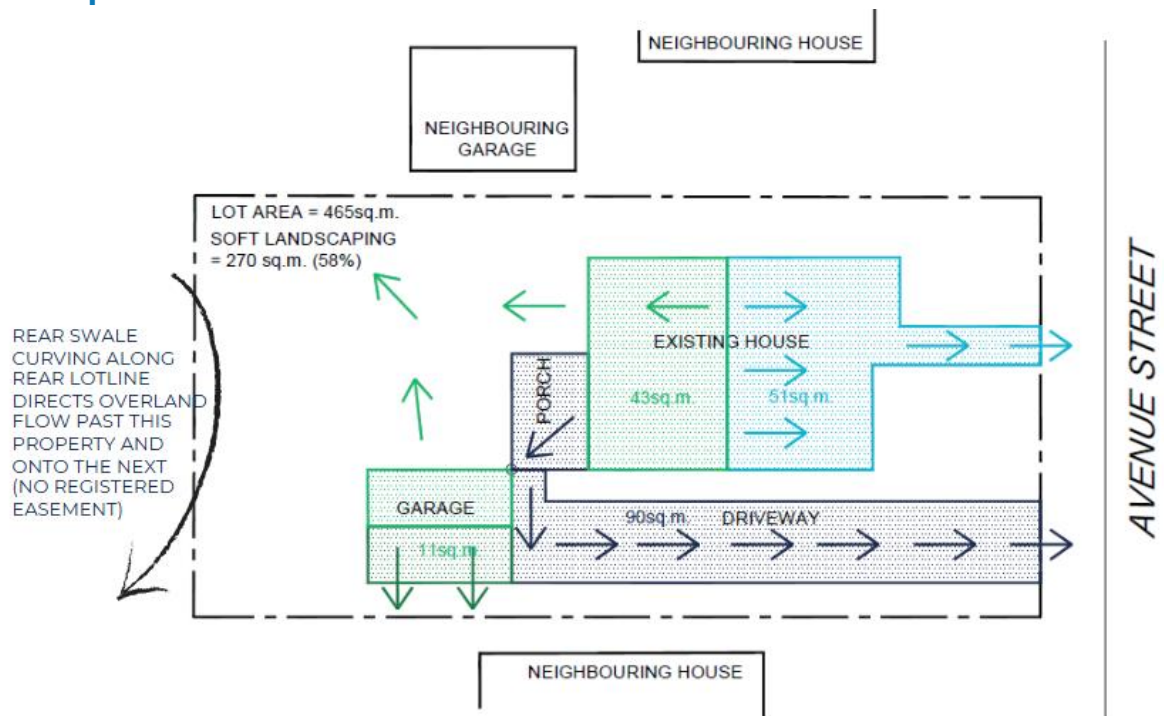 NEIGHBOURING HOUSE
NEIGHBOURING
GARAGE
LOT AREA = 465sq.m.
SOFT LANDSCAPING
= 270 sq.m. (58%)
REAR SWALE
CURVING ALONG
REAR LOTLINE
DIRECTS OVERLAND
FLOW PAST THIS
PROPERTY AND
ONTO THE NEXT
(NO REGISTERED
EASEMENT)
EXISTING HOUSE
PORCH
43sq.m.
51sq.m.
GARAGE
11sq.m
90sq.m.
DRIVEWAY
AVENUE STREET
NEIGHBOURING HOUSE